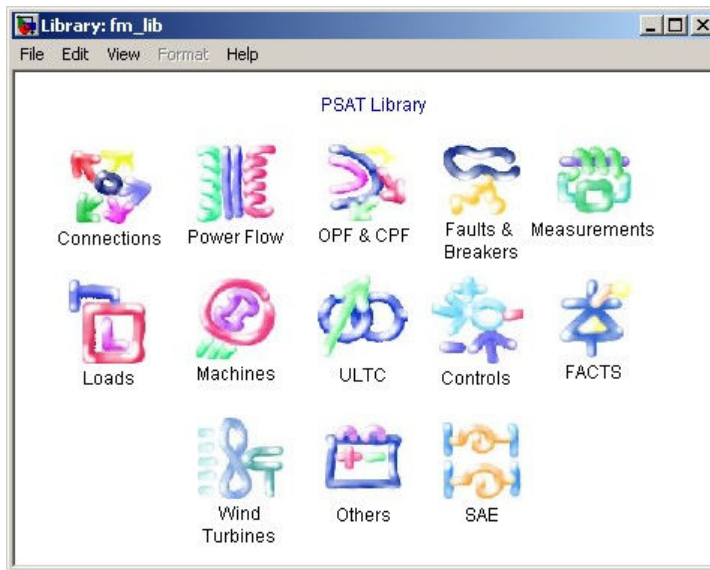 Library: fm_lib
File Edit View Format Help
PSAT Library
Connections Power Flow OPF & CPF Faults & Measurements
Breakers
Loads Machines ULTC Controls FACTS
L
Wind Others SAE
Turbines